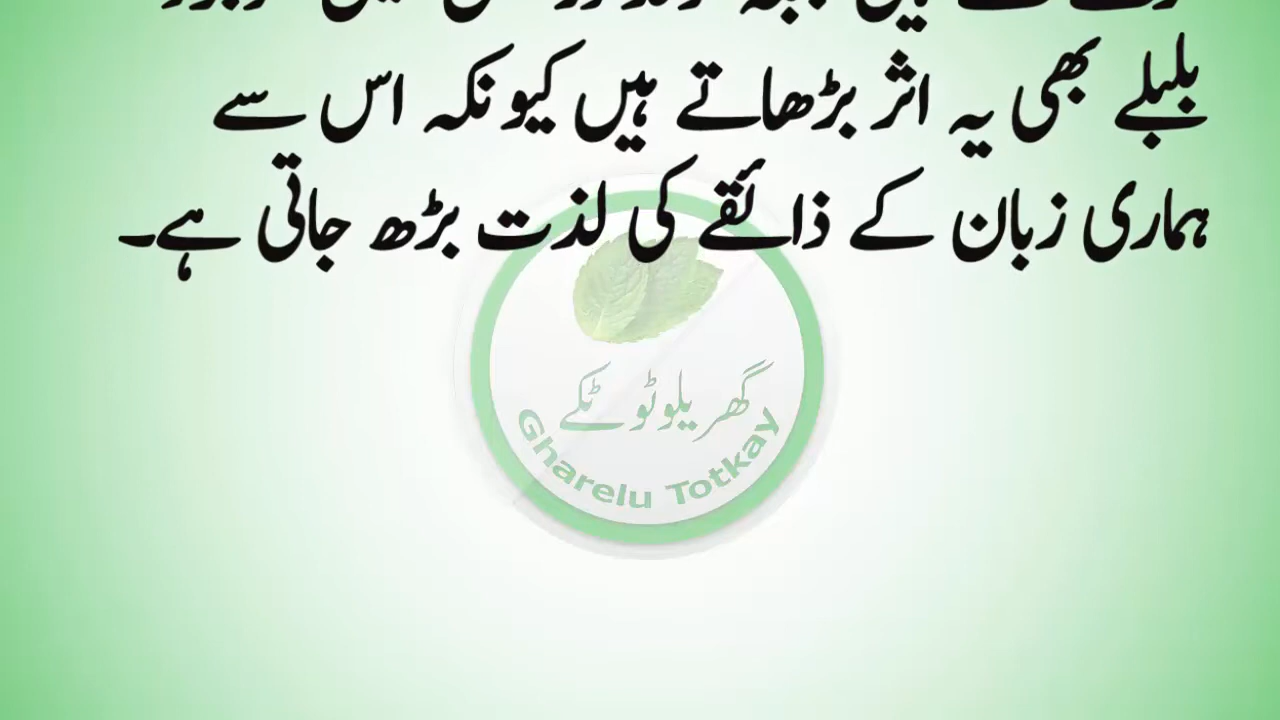 بلبلے بھی یہ اثر بڑھاتے ہیں کیونکہ اس سے
ہماری زبان کے ذائقے کی لذت بڑھ جاتی ہے۔
گھریلو ٹوٹکے
Gharelu Totkay